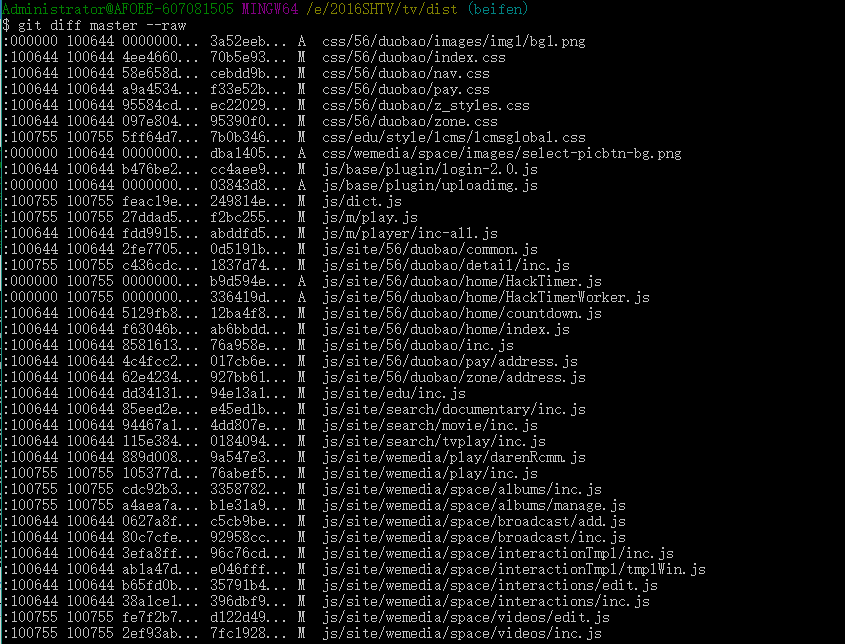 Administrator@AFOEE-607081505 MINGW64 /e/2016SHTV/tv/dist (beifen)
$ git diff master --raw
:000000 100644 0000000... 3a52eeb... A  css/56/duobao/images/img1/bg1.png
:100644 100644 4ee4660... 70b5e93... M  css/56/duobao/index.css
:100644 100644 58e658d... cebdd9b... M  css/56/duobao/nav.css
:100644 100644 a9a4534... f33e52b... M  css/56/duobao/pay.css
:100644 100644 95584cd... ec22029... M  css/56/duobao/z_styles.css
:100644 100644 097e804... 95390f0... M  css/56/duobao/zone.css
:100755 100755 5ff64d7... 7b0b346... M  css/edu/style/lcms/lcmsglobal.css
:000000 100644 0000000... dba1405... A  css/wemedia/space/images/select-picbtn-bg.png
:100644 100644 b476be2... cc4aee9... M  js/base/plugin/login-2.0.js
:000000 100644 0000000... 03843d8... A  js/base/plugin/uploadimg.js
:100755 100755 feac19e... 249814e... M  js/dict.js
:100755 100755 27ddad5... f2bc255... M  js/m/play.js
:100644 100644 fdd9915... abddfd5... M  js/m/player/inc-all.js
:100644 100644 2fe7705... 0d5191b... M  js/site/56/duobao/common.js
:100755 100755 c436cdc... 1837d74... M  js/site/56/duobao/detail/inc.js
:000000 100755 0000000... b9d594e... A  js/site/56/duobao/home/HackTimer.js
:000000 100755 0000000... 336419d... A  js/site/56/duobao/home/HackTimerWorker.js
:100644 100644 5129fb8... 12ba4f8... M  js/site/56/duobao/home/countdown.js
:100644 100644 f63046b... ab6bbdd... M  js/site/56/duobao/home/index.js
:100644 100644 8581613... 76a958e... M  js/site/56/duobao/inc.js
:100644 100644 4c4fcc2... 017cb6e... M  js/site/56/duobao/pay/address.js
:100644 100644 62e4234... 927bb61... M  js/site/56/duobao/zone/address.js
:100644 100644 dd34131... 94e13a1... M  js/site/edu/inc.js
:100644 100644 85eed2e... e45ed1b... M  js/site/search/documentary/inc.js
:100644 100644 94467a1... 4dd807e... M  js/site/search/movie/inc.js
:100644 100644 115e384... 0184094... M  js/site/search/tvplay/inc.js
:100644 100644 889d008... 9a547e3... M  js/site/wemedia/play/darenRcmm.js
:100755 100755 105377d... 76abef5... M  js/site/wemedia/play/inc.js
:100755 100755 cdc92b3... 3358782... M  js/site/wemedia/space/albums/inc.js
:100755 100755 a4aea7a... b1e31a9... M  js/site/wemedia/space/albums/manage.js
:100644 100644 0627a8f... c5cb9be... M  js/site/wemedia/space/broadcast/add.js
:100644 100644 80c7cfe... 92958cc... M  js/site/wemedia/space/broadcast/inc.js
:100644 100644 3efa8ff... 96c76cd... M  js/site/wemedia/space/interactionTmpl/inc.js
:100644 100644 ab1a47d... e046fff... M  js/site/wemedia/space/interactionTmpl/tmplWin.js
:100644 100644 b65fd0b... 35791b4... M  js/site/wemedia/space/interactions/edit.js
:100644 100644 38a1ce1... 396dbf9... M  js/site/wemedia/space/interactions/inc.js
:100755 100755 fe7f2b7... d122d49... M  js/site/wemedia/space/videos/edit.js
:100755 100755 2ef93ab... 7fc1928... M  js/site/wemedia/space/videos/inc.js